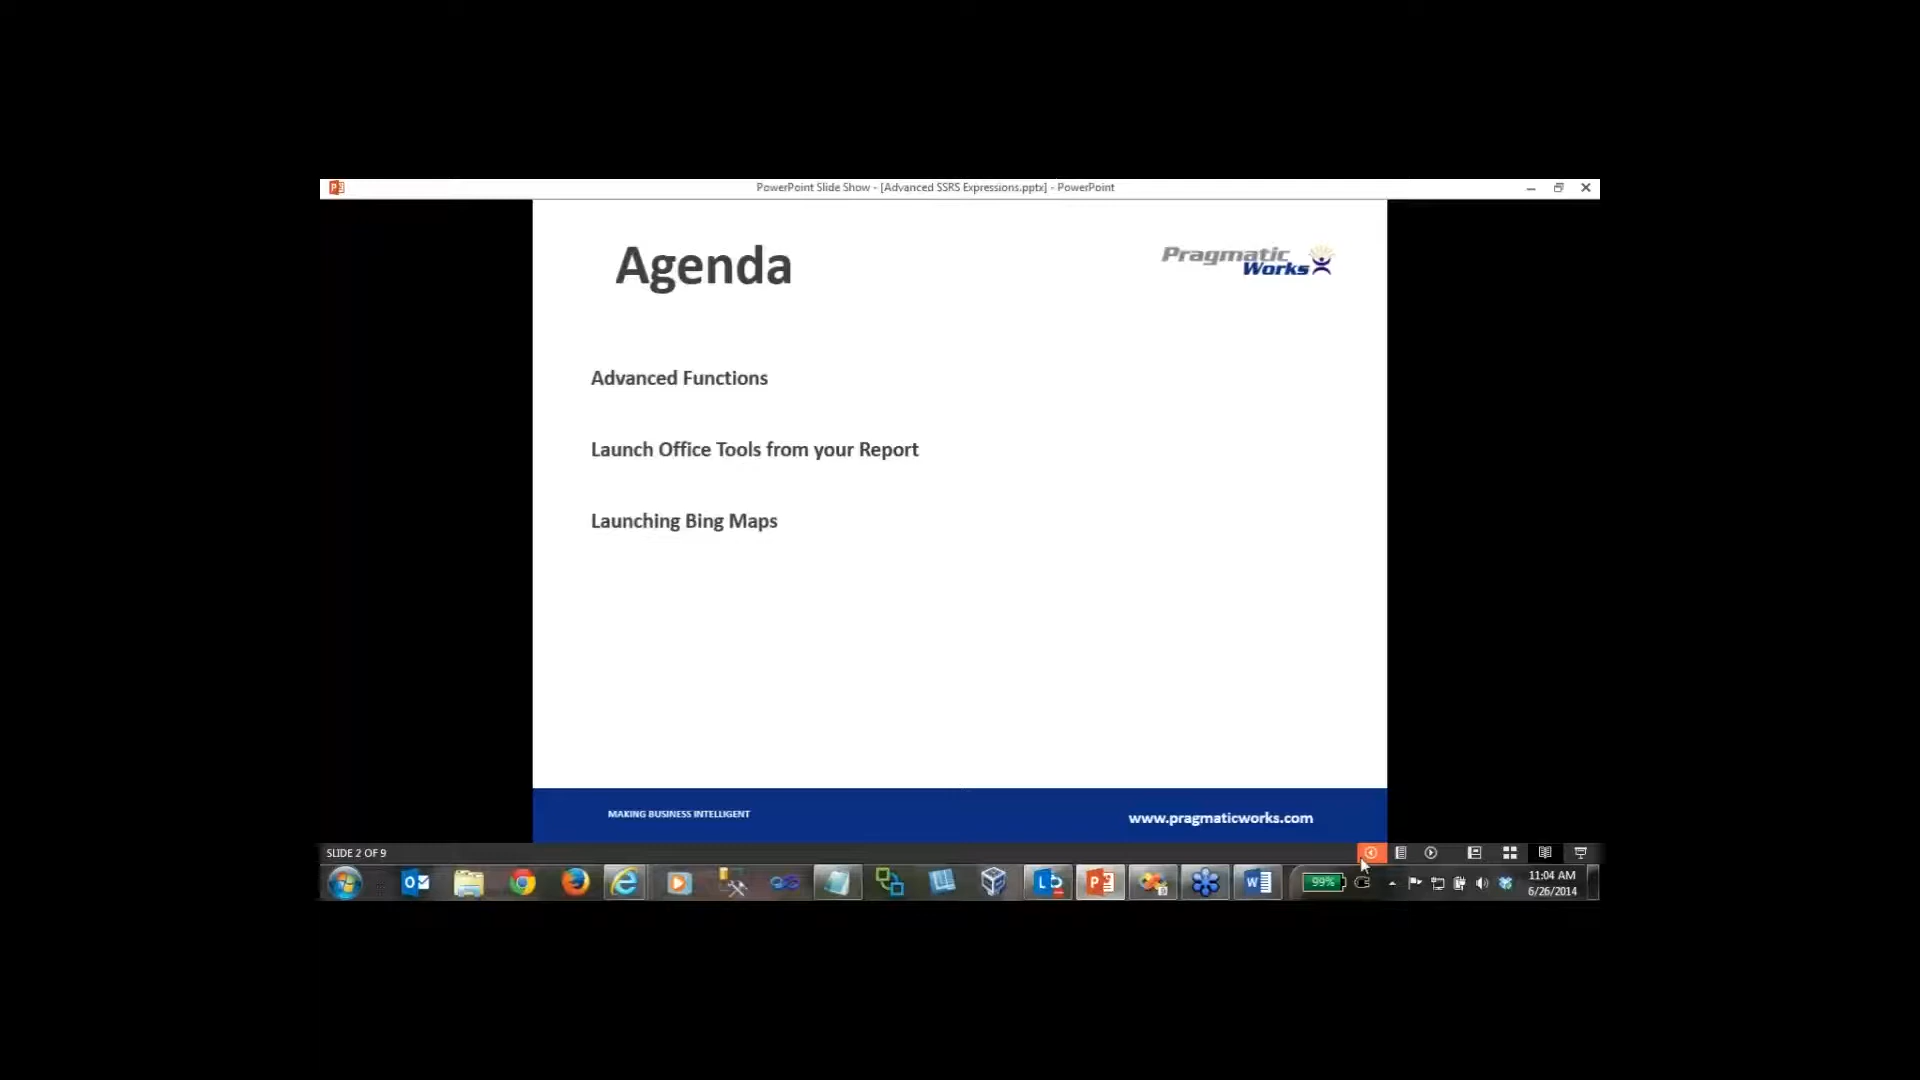 PowerPoint Slide Show - [Advanced SSRS Expressions.pptx] - PowerPoint
Agenda
Pragmatic
Works
Advanced Functions
Launch Office Tools from your Report
Launching Bing Maps
MAKING BUSINESS INTELLIGENT
www.pragmaticworks.com
SLIDE 2 OF 9
99%
11:04 AM
6/26/2014